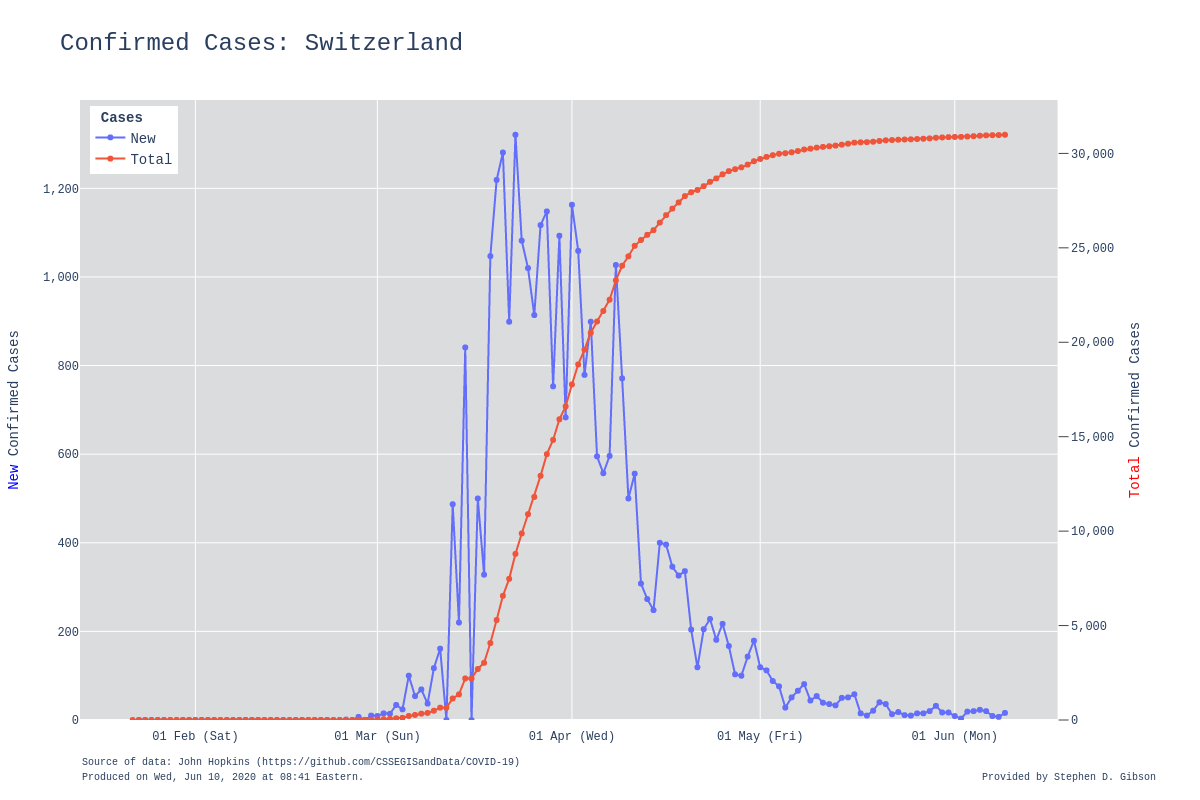 Confirmed Cases: Switzerland
Cases
New
Total
1,200
1,000
800
600
400
200
0
30,000
25,000
20,000
15,000
10,000
5,000
0
New Confirmed Cases
Total Confirmed Cases
01 Feb (Sat) 01 Mar (Sun) 01 Apr (Wed) 01 May (Fri) 01 Jun (Mon)
Source of data: John Hopkins (https://github.com/CSSEGISandData/COVID-19)
Produced on Wed, Jun 10, 2020 at 08:41 Eastern.
Provided by Stephen D. Gibson